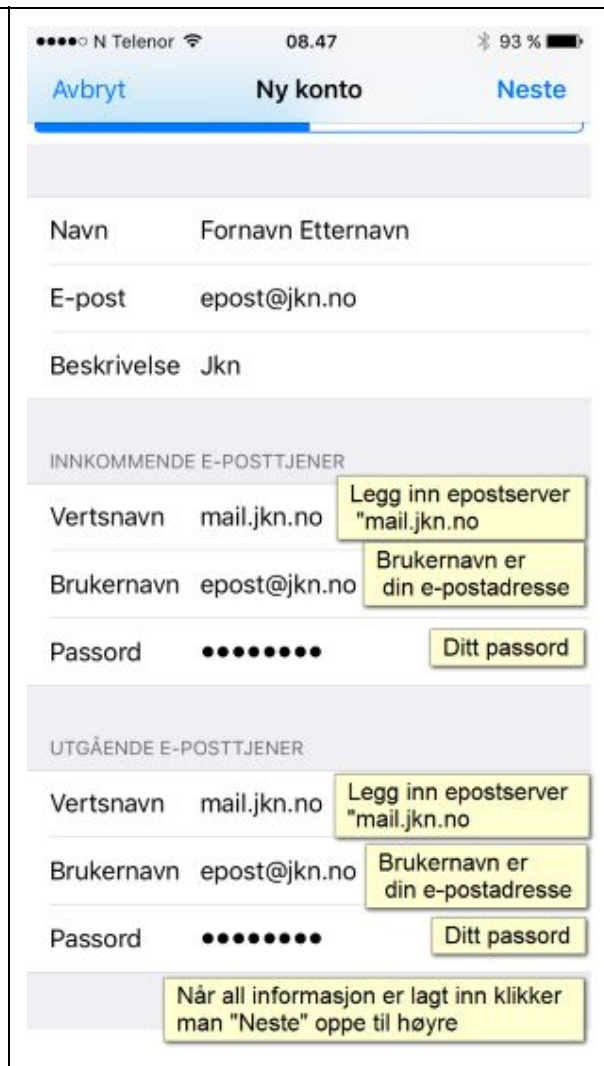 N Telenor 08.47 93 %
Avbryt Ny konto Neste
Navn Fornavn Etternavn
E-post epost@jkn.no
Beskrivelse Jkn
INNKOMMENDE E-POSTTJENER
Vertsnavn mail.jkn.no
Legg inn epostserver
"mail.jkn.no
Brukernavn epost@jkn.no
Brukernavn er
din e-postadresse
Passord ●●●●●●●●
Ditt passord
UTGÅENDE E-POSTTJENER
Vertsnavn mail.jkn.no
Legg inn epostserver
"mail.jkn.no
Brukernavn epost@jkn.no
Brukernavn er
din e-postadresse
Passord ●●●●●●●●
Ditt passord
Når all informasjon er lagt inn klikker
man "Neste" oppe til høyre